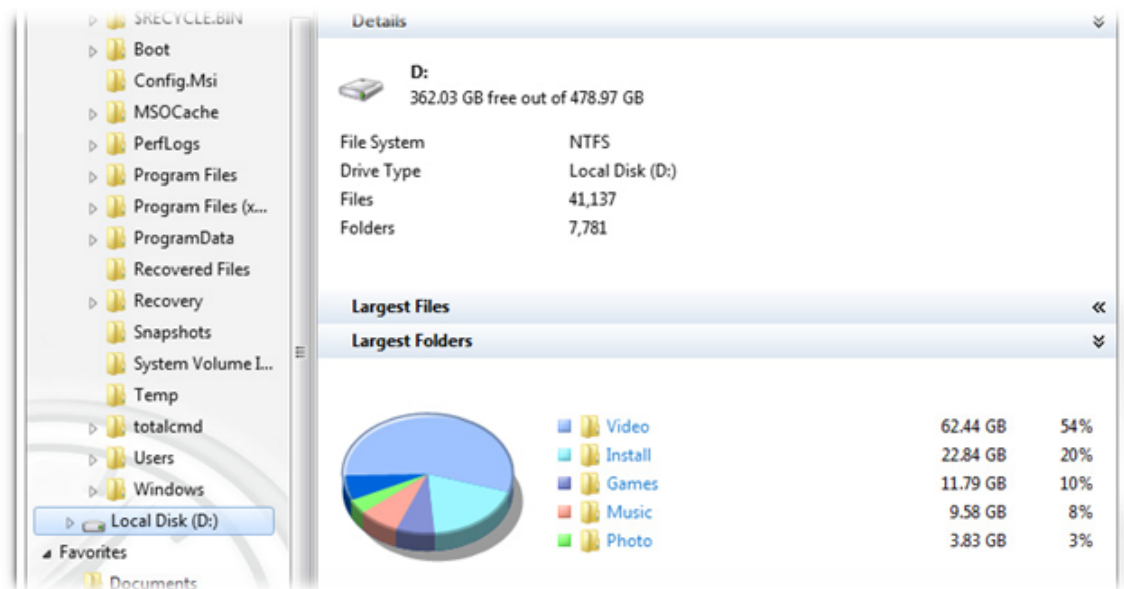 $RECYCLE.BIN
Boot
Config.Msi
MSOCache
PerfLogs
Program Files
Program Files (x...
ProgramData
Recovered Files
Recovery
Snapshots
System Volume I...
Temp
totalcmd
Users
Windows
Local Disk (D:)
Favorites
Documents
Details
D:
362.03 GB free out of 478.97 GB
File System NTFS
Drive Type Local Disk (D:)
Files 41,137
Folders 7,781
Largest Files
Largest Folders
Video 62.44 GB 54%
Install 22.84 GB 20%
Games 11.79 GB 10%
Music 9.58 GB 8%
Photo 3.83 GB 3%